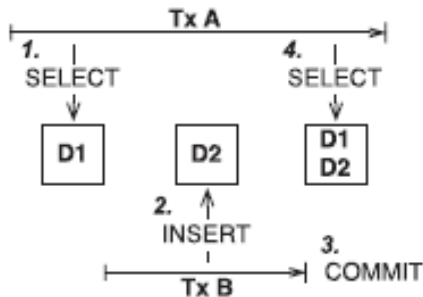 Tx A
1.
SELECT
4.
SELECT
D1
D2
D1
D2
2.
INSERT
3.
COMMIT
Tx B